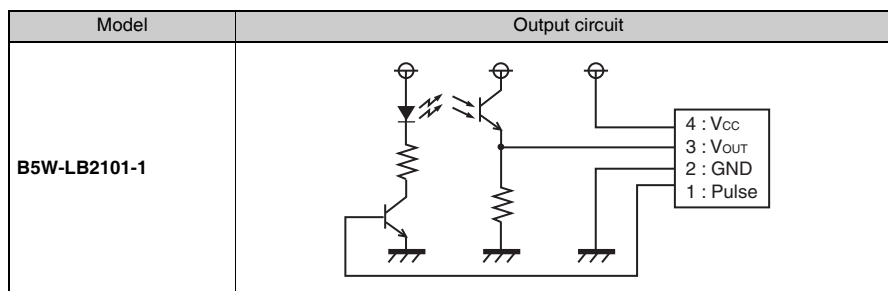 Model
Output circuit
B5W-LB2101-1
4 : Vcc
3 : VOUT
2 : GND
1 : Pulse